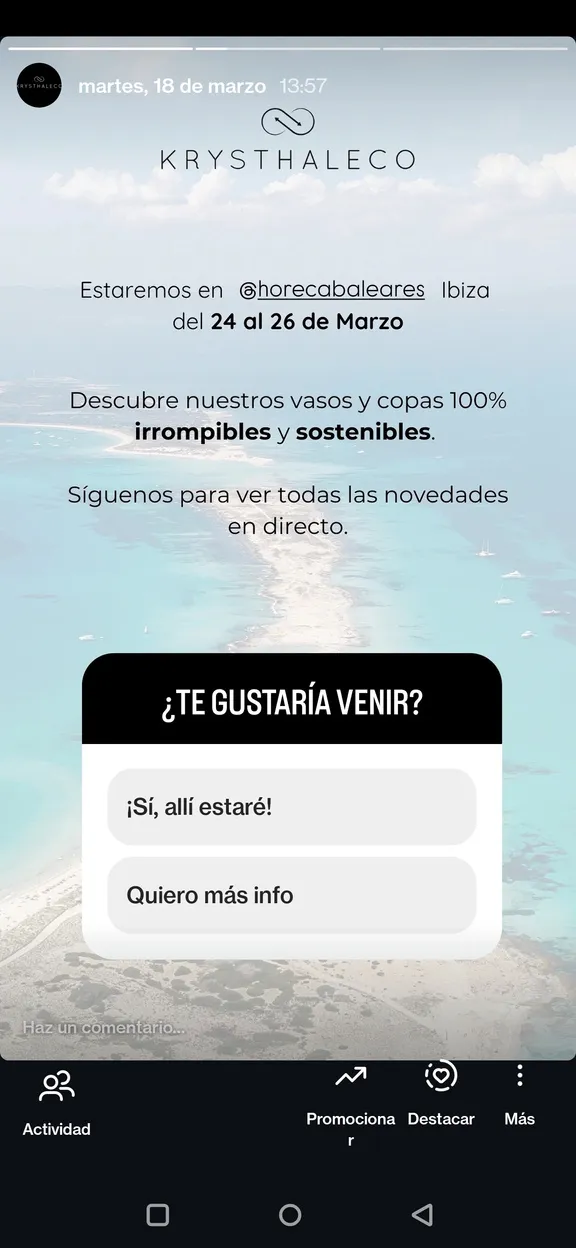 martes, 18 de marzo 13:57
KRYSTHALECO
KRYSTHALECO
Estaremos en @horecabaleares Ibiza
del 24 al 26 de Marzo
Descubre nuestros vasos y copas 100%
irrompibles y sostenibles.
Síguenos para ver todas las novedades
en directo.
¿TE GUSTARÍA VENIR?
¡Sí, allí estaré!
Quiero más info
Haz un comentario...
Actividad
Promociona
r
Destacar
Más